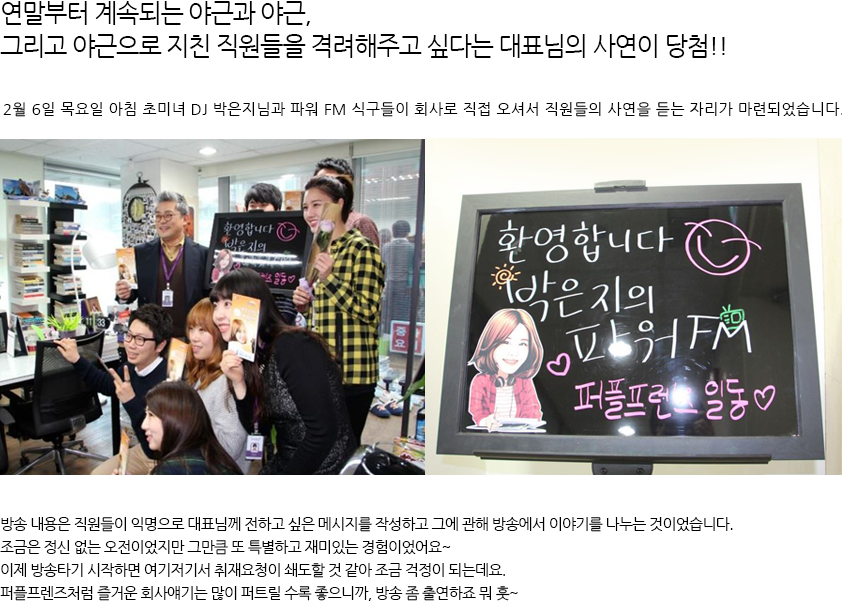 연말부터 계속되는 야근과 야근,
그리고 야근으로 지친 직원들을 격려해주고 싶다는 대표님의 사연이 당첨!!
2월 6일 목요일 아침 초미녀 DJ 박은지님과 파워 FM 식구들이 회사로 직접 오셔서 직원들의 사연을 듣는 자리가 마련되었습니다.
환영합니다
박은지의
환영합니다
박은지의
파워FM
퍼플프렌즈 일동
방송 내용은 직원들이 익명으로 대표님께 전하고 싶은 메시지를 작성하고 그에 관해 방송에서 이야기를 나누는 것이었습니다.
조금은 정신 없는 오전이었지만 그만큼 또 특별하고 재미있는 경험이었어요~
이제 방송타기 시작하면 여기저기서 취재요청이 쇄도할 것 같아 조금 걱정이 되는데요.
퍼플프렌즈처럼 즐거운 회사얘기는 많이 퍼트릴 수록 좋으니까, 방송 좀 출연하죠 뭐 훗~